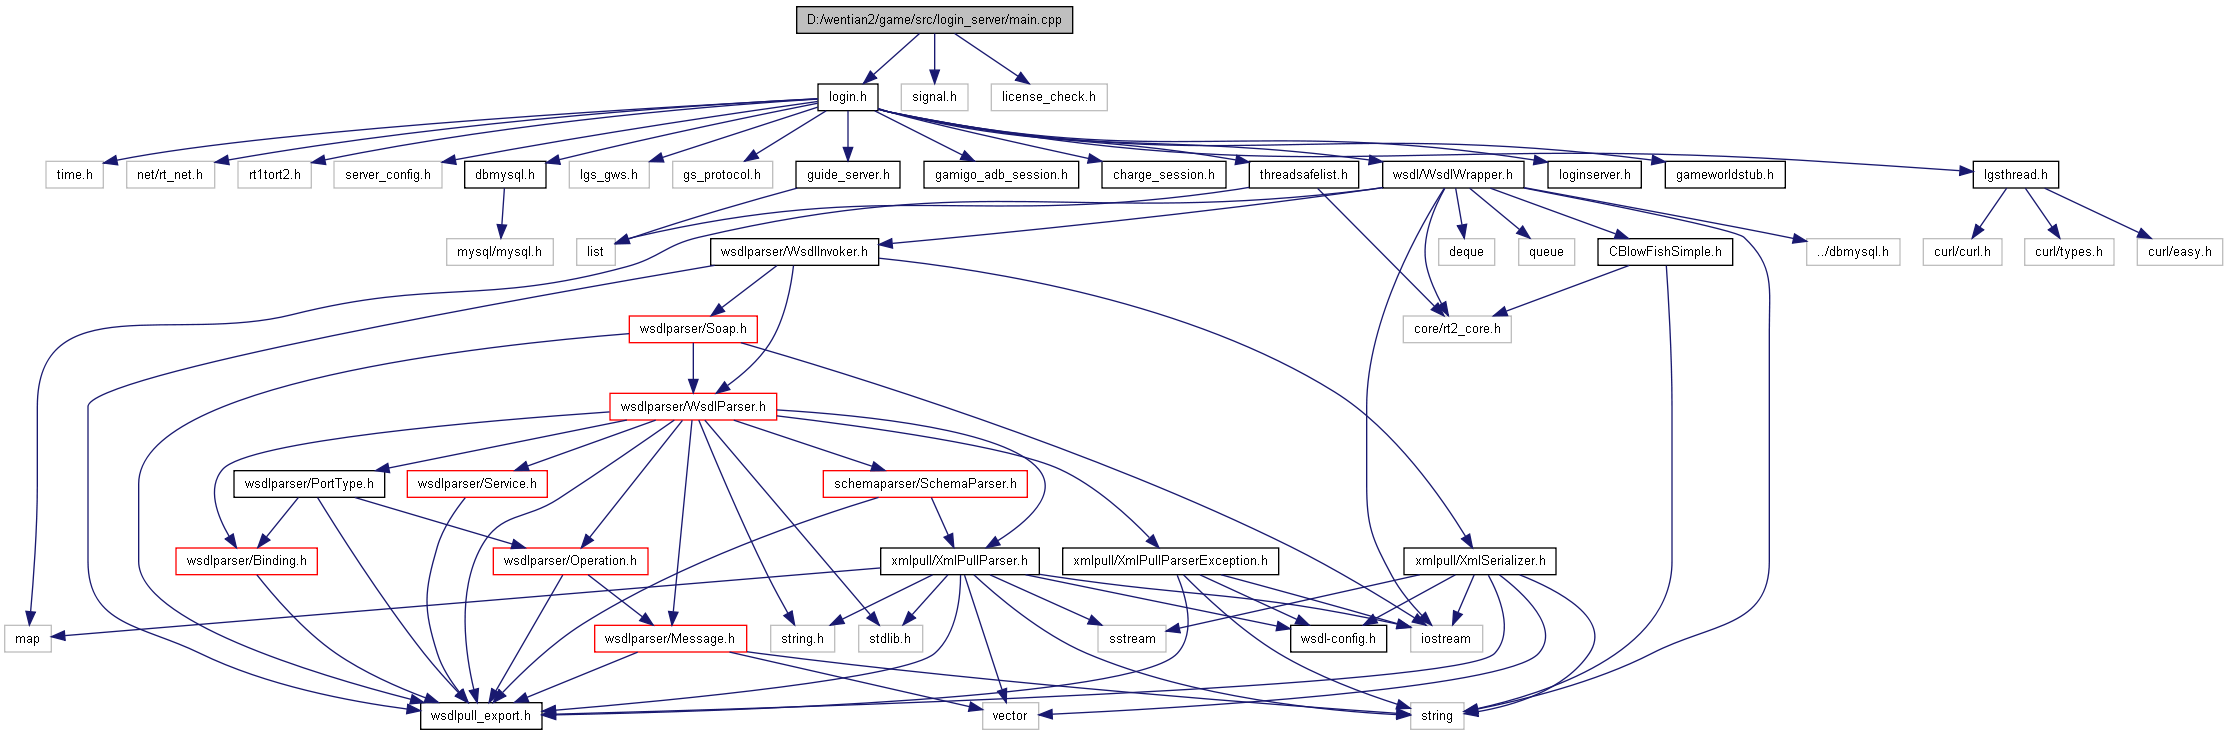 D:/wentian2/game/src/login_server/main.cpp
login.h
signal.h
license_check.h
time.h
net/rt_net.h
rt1tort2.h
server_config.h
dbmysql.h
lgs_gws.h
gs_protocol.h
guide_server.h
gamigo_adb_session.h
charge_session.h
threadsafelist.h
wsdl/WsdlWrapper.h
loginserver.h
gameworldstub.h
lgsthread.h
mysql/mysql.h
list
wsdlparser/WsdlInvoker.h
deque
queue
CBlowFishSimple.h
../dbmysql.h
curl/curl.h
curl/types.h
curl/easy.h
wsdlparser/Soap.h
core/rt2_core.h
wsdlparser/WsdlParser.h
wsdlparser/PortType.h
wsdlparser/Service.h
schemaparser/SchemaParser.h
wsdlparser/Binding.h
wsdlparser/Operation.h
xmlpull/XmlPullParser.h
xmlpull/XmlPullParserException.h
xmlpull/XmlSerializer.h
map
wsdlparser/Message.h
string.h
stdlib.h
sstream
wsdl-config.h
iostream
wsdlpull_export.h
vector
string